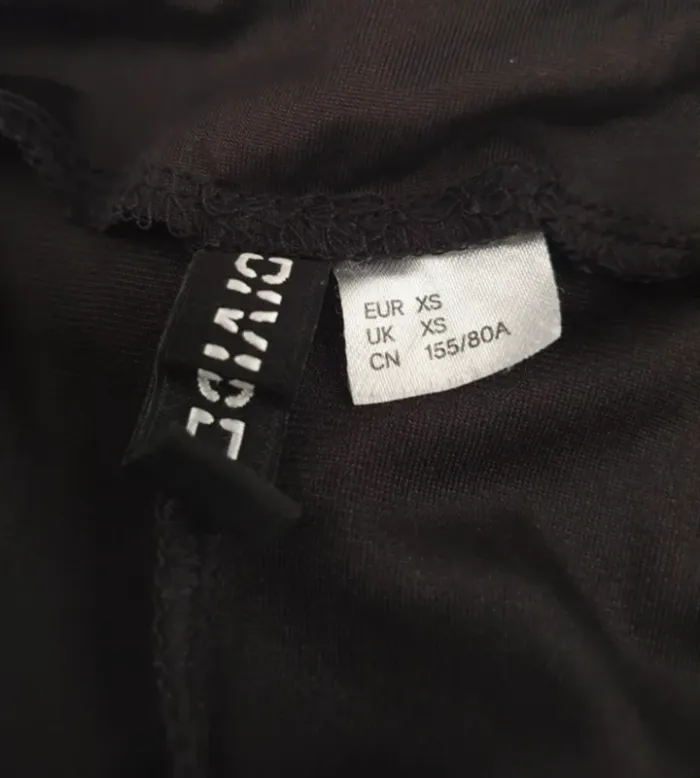 EUR XS
UK XS
CN 155/80A